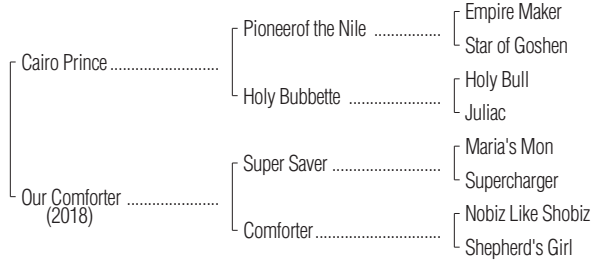 Empire Maker
Pioneerof the Nile ................
Star of Goshen
Cairo Prince ..........................
Holy Bull
Holy Bubbette ......................
Juliac
Maria's Mon
Super Saver ..........................
Supercharger
Our Comforter ......................
(2018)
Nobiz Like Shobiz
Comforter..............................
Shepherd's Girl